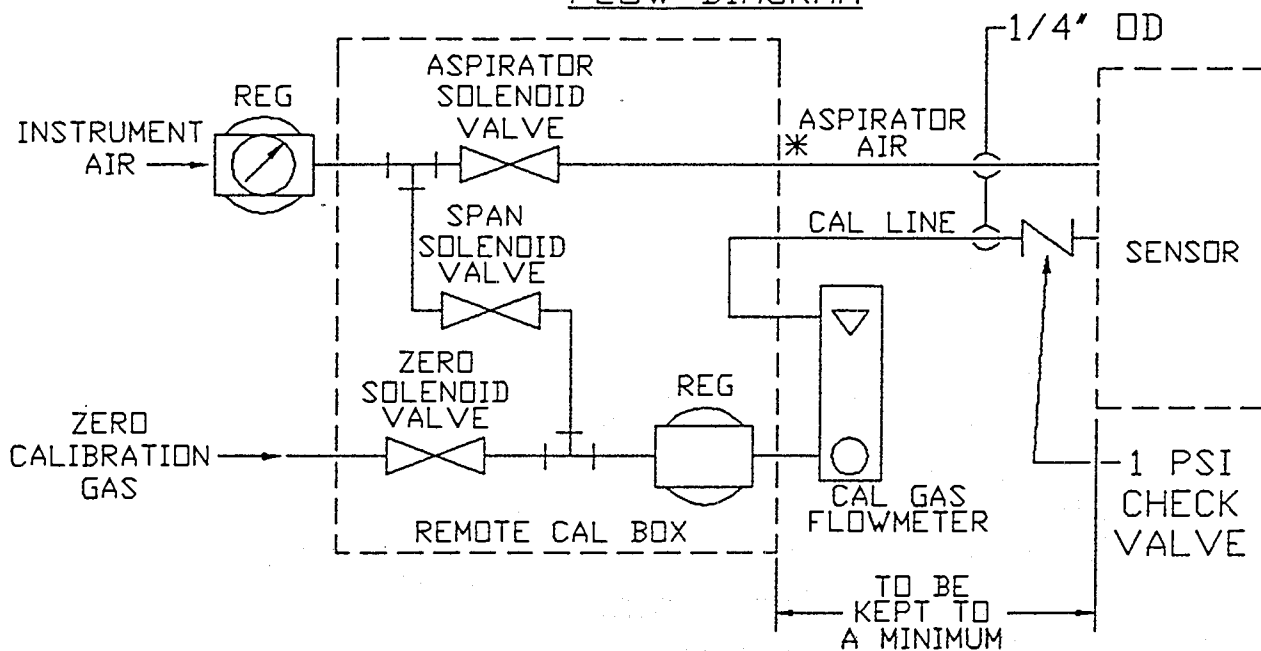 FLOW DIAGRAM
1/4" OD
ASPIRATOR
SOLENOID
VALVE
REG
INSTRUMENT
AIR
* ASPIRATOR
AIR
SPAN
SOLENOID
VALVE
CAL LINE
SENSOR
ZERO
SOLENOID
VALVE
REG
ZERO
CALIBRATION
GAS
CAL GAS
FLOWMETER
1 PSI
CHECK
VALVE
REMOTE CAL BOX
TO BE
KEPT TO
A MINIMUM